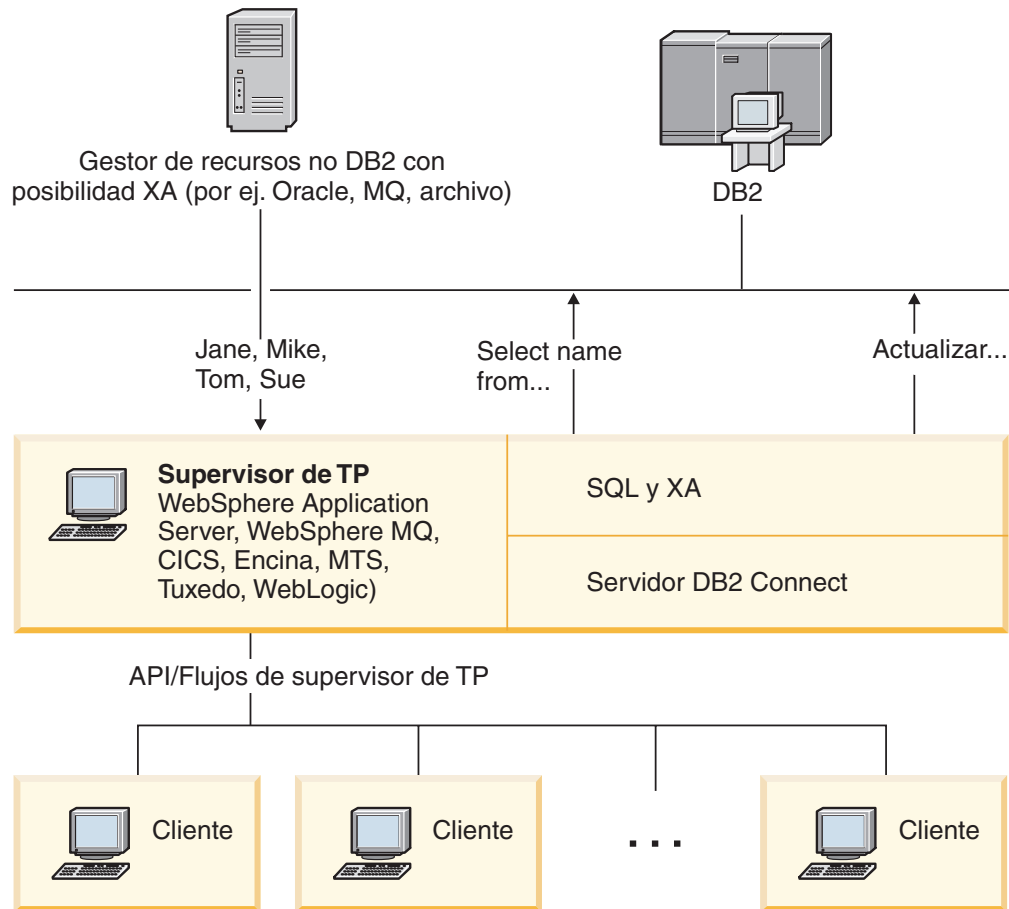 Gestor de recursos no DB2 con
posibilidad XA (por ej. Oracle, MQ, archivo)
DB2
Jane, Mike,
Tom, Sue
Select name
from...
Actualizar...
Supervisor de TP
WebSphere Application
Server, WebSphere MQ,
CICS, Encina, MTS,
Tuxedo, WebLogic)
SQL y XA
Servidor DB2 Connect
API/Flujos de supervisor de TP
Cliente
Cliente
. . .
Cliente